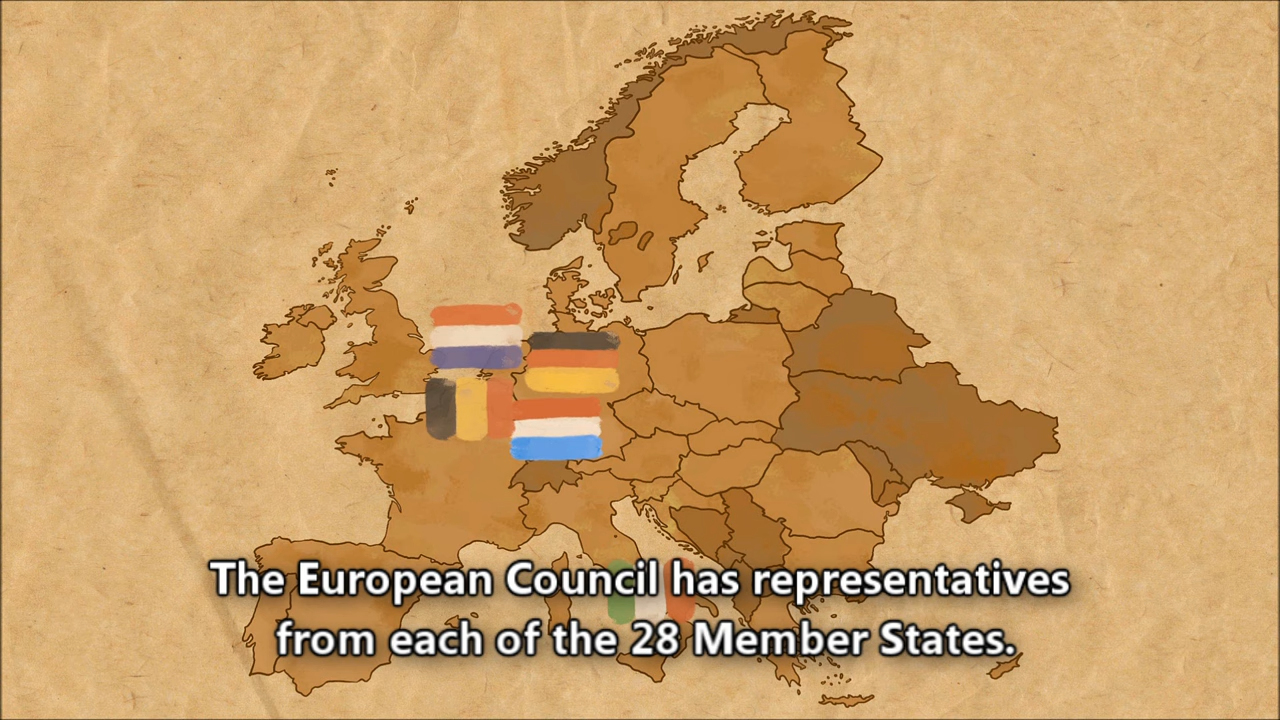 The European Council has representatives
from each of the 28 Member States.